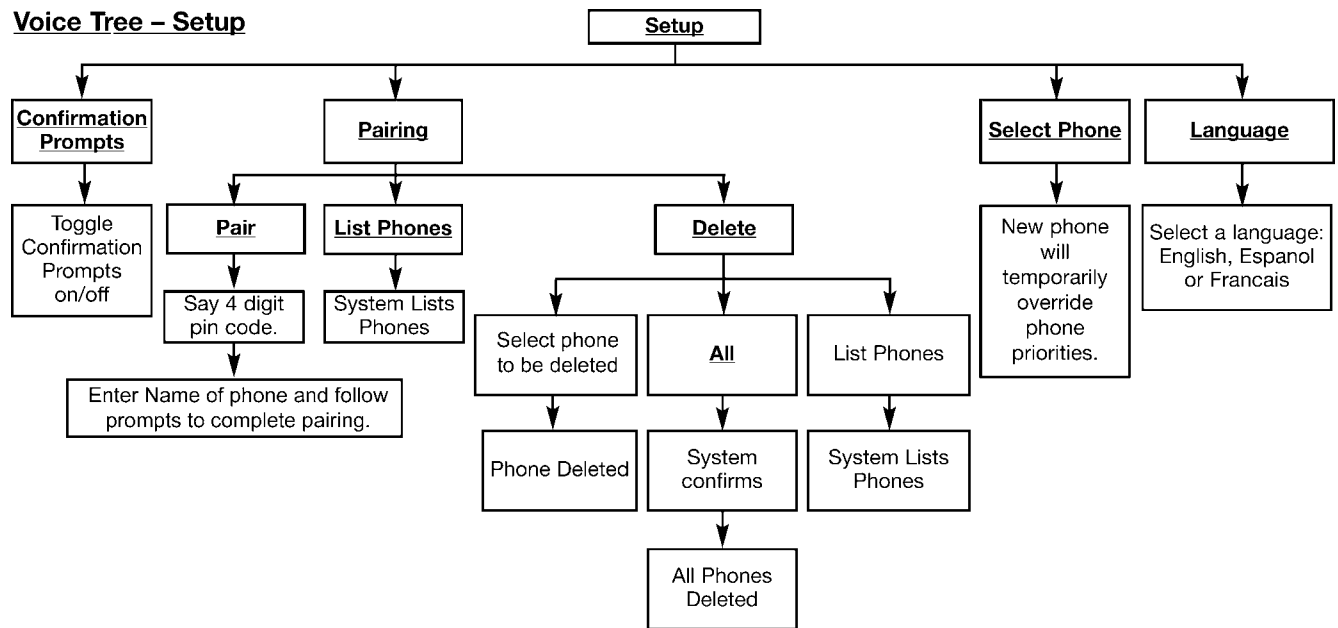 Voice Tree – Setup
Setup
Confirmation
Prompts
Pairing
Select Phone
Language
Toggle
Confirmation
Prompts
on/off
Pair
List Phones
Delete
New phone
will
temporarily
override
phone
priorities.
Select a language:
English, Espanol
or Francais
Say 4 digit
pin code.
System Lists
Phones
Select phone
to be deleted
All
List Phones
Enter Name of phone and follow
prompts to complete pairing.
Phone Deleted
System
confirms
System Lists
Phones
All Phones
Deleted